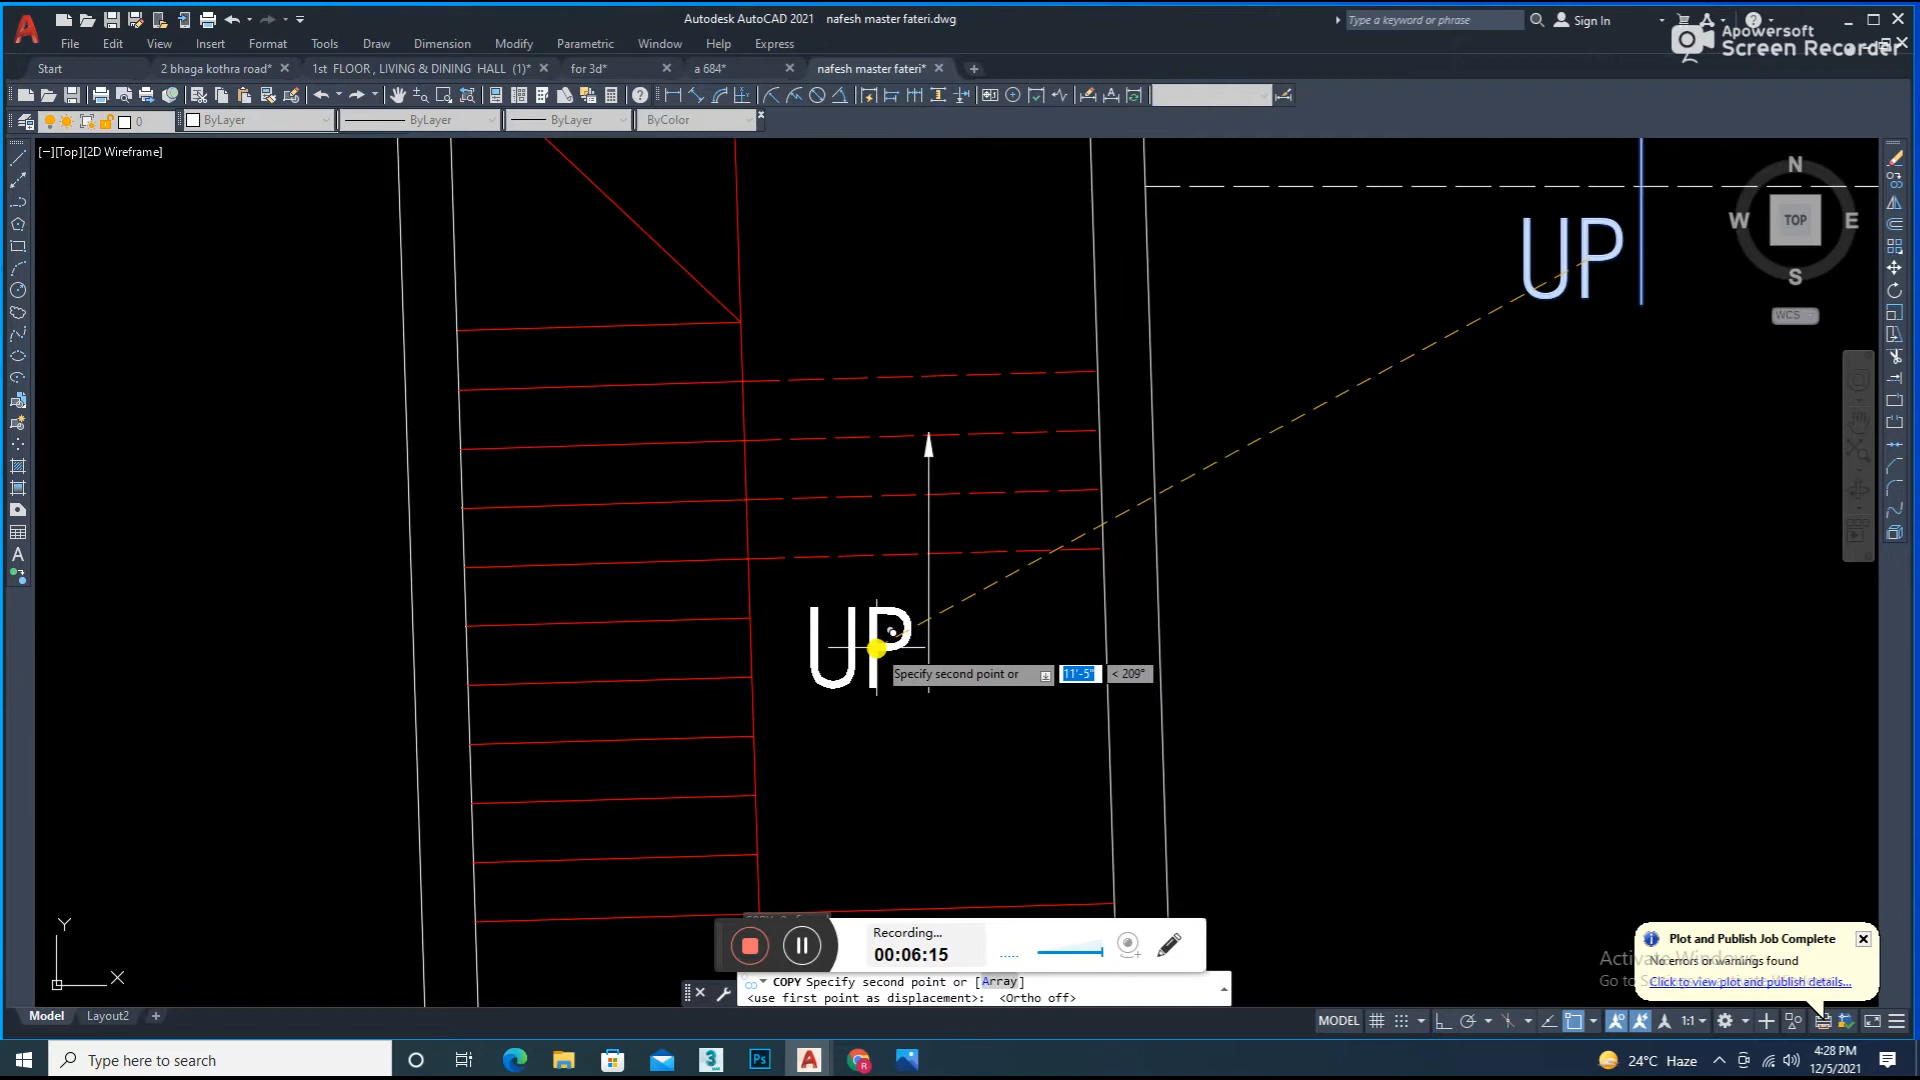 Autodesk AutoCAD 2021 nafesh master fateri.dwg
Type a keyword or phrase
Sign In
Apowersoft
Screen Recorder
File Edit View Insert Format Tools Draw Dimension Modify Parametric Window Help Express
Start
2 bhaga kothra road*
1st FLOOR , LIVING & DINING HALL (1)*
for 3d*
a 684*
nafesh master fateri*
0
ByLayer
ByLayer
ByLayer
ByColor
[−][Top][2D Wireframe]
N
W
TOP
E
S
WCS
UP
UP
Specify second point or
11'-5"
< 209°
Y
X
Recording...
00:06:15
COPY Specify second point or [Array]
<use first point as displacement>: <Ortho off>
Plot and Publish Job Complete
No errors or warnings found
Click to view plot and publish details...
Activate Windows
Model
Layout2
MODEL
1:1
Type here to search
24°C Haze
4:28 PM
12/5/2021